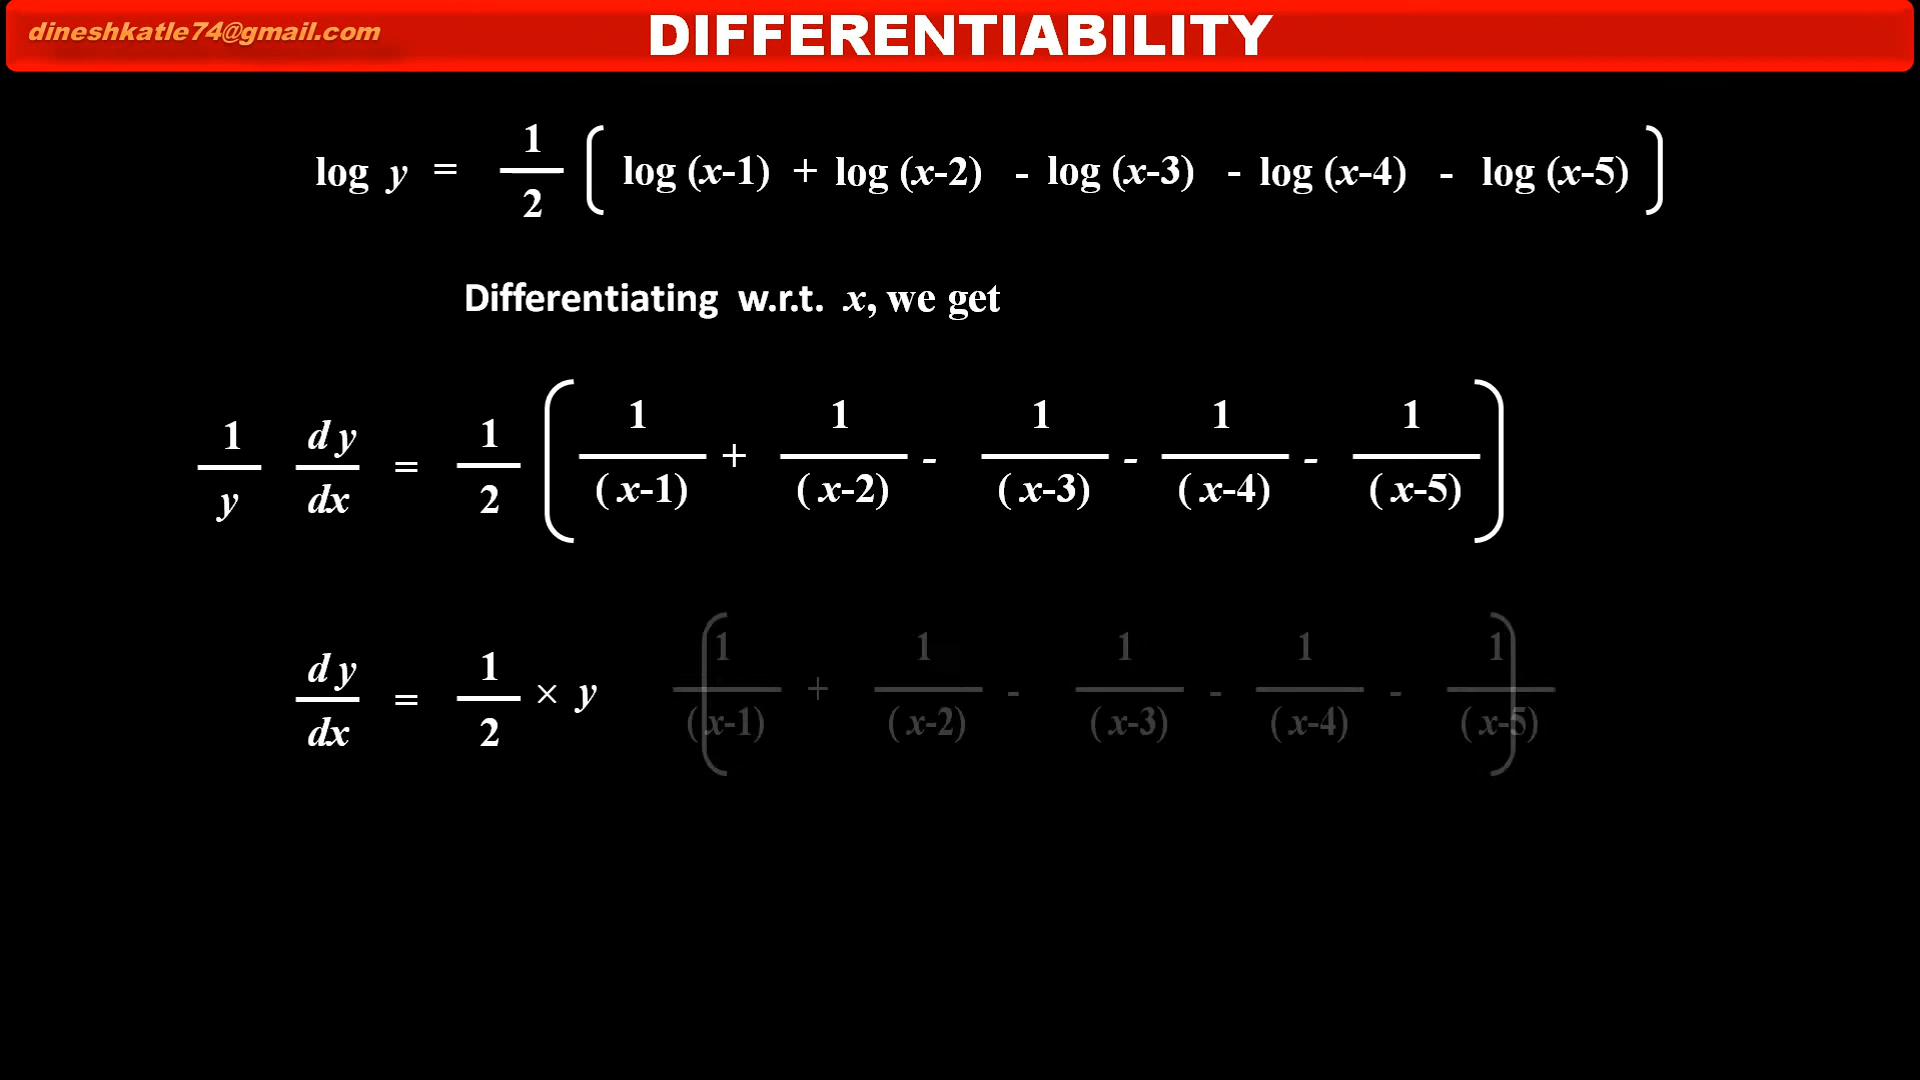 dineshkatle74@gmail.com
DIFFERENTIABILITY
log y = 1/2 ( log (x-1) + log (x-2) - log (x-3) - log (x-4) - log (x-5) )
Differentiating w.r.t. x, we get
1/y dy/dx = 1/2 ( 1/(x-1) + 1/(x-2) - 1/(x-3) - 1/(x-4) - 1/(x-5) )
dy/dx = 1/2 × y ( 1/(x-1) + 1/(x-2) - 1/(x-3) - 1/(x-4) - 1/(x-5) )